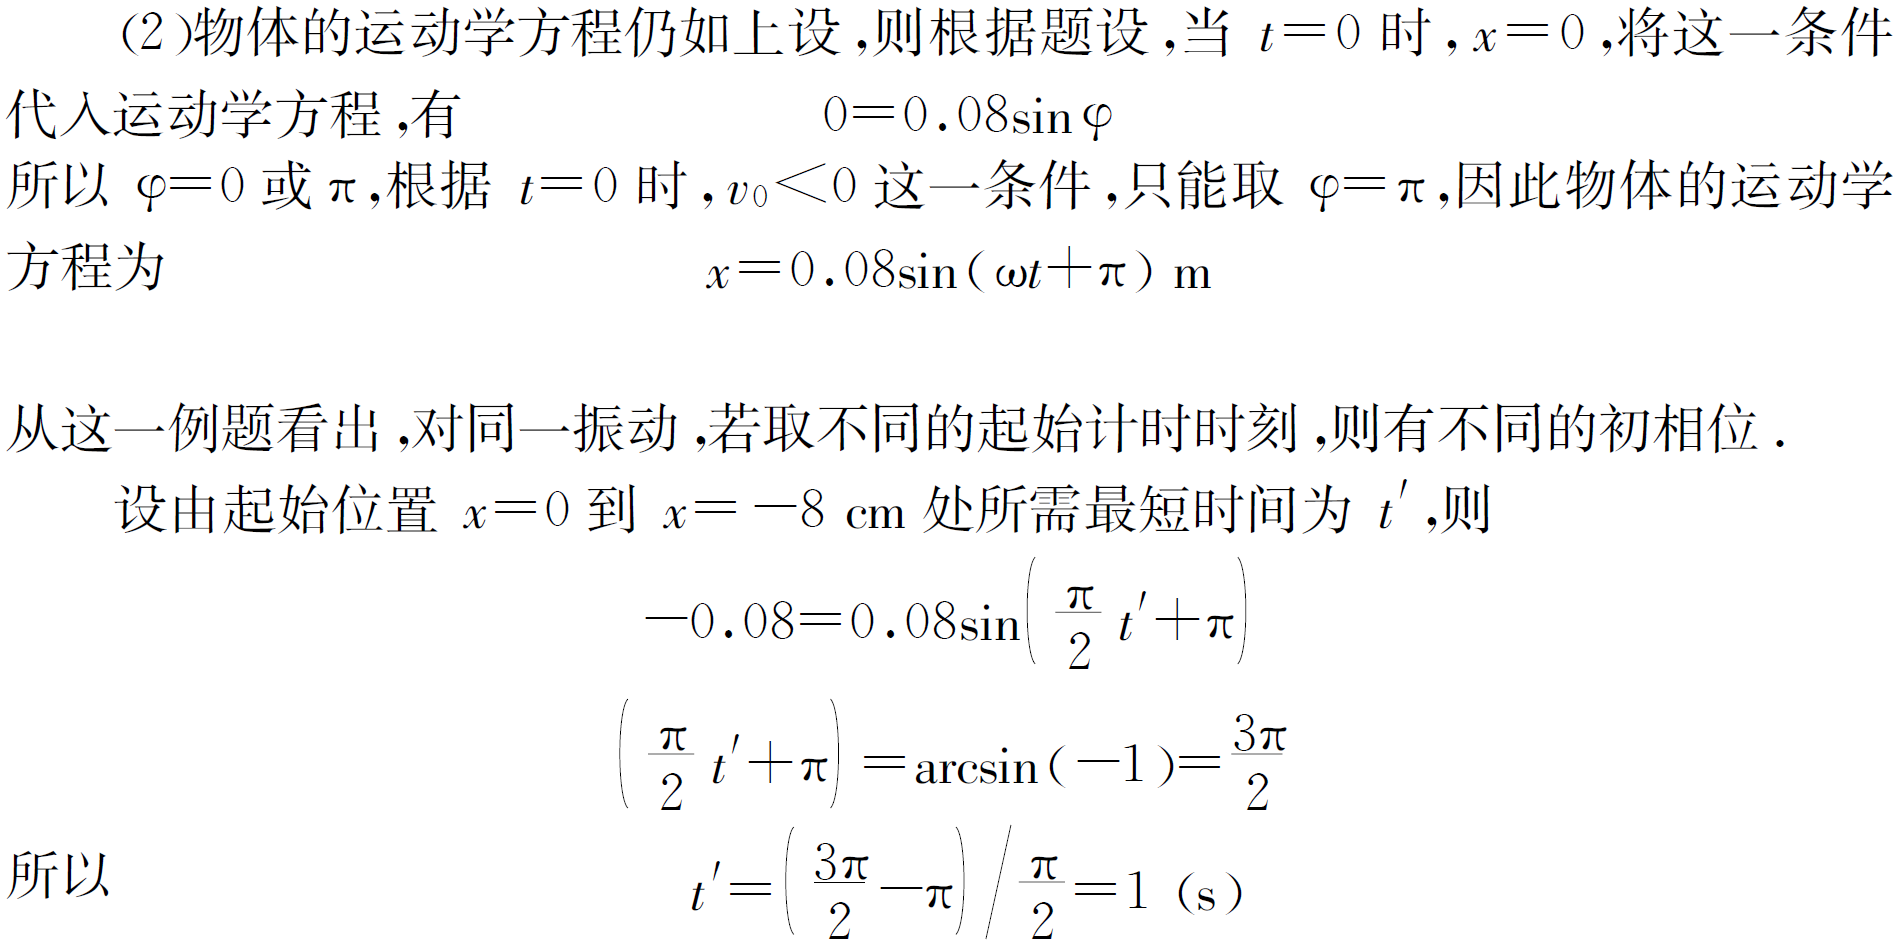 (2)物体的运动学方程仍如上设,则根据题设,当 t=0 时,x=0,将这一条件
代入运动学方程,有 0=0.08sinφ
所以 φ=0 或 π,根据 t=0 时,v₀<0 这一条件,只能取 φ=π,因此物体的运动学
方程为 x=0.08sin(ωt+π) m
从这一例题看出,对同一振动,若取不同的起始计时时刻,则有不同的初相位.
设由起始位置 x=0 到 x=-8 cm 处所需最短时间为 t′,则
-0.08=0.08sin(π/2 t′+π)
(π/2 t′+π)=arcsin(-1)=3π/2
所以 t′=(3π/2-π)/π/2=1 (s)